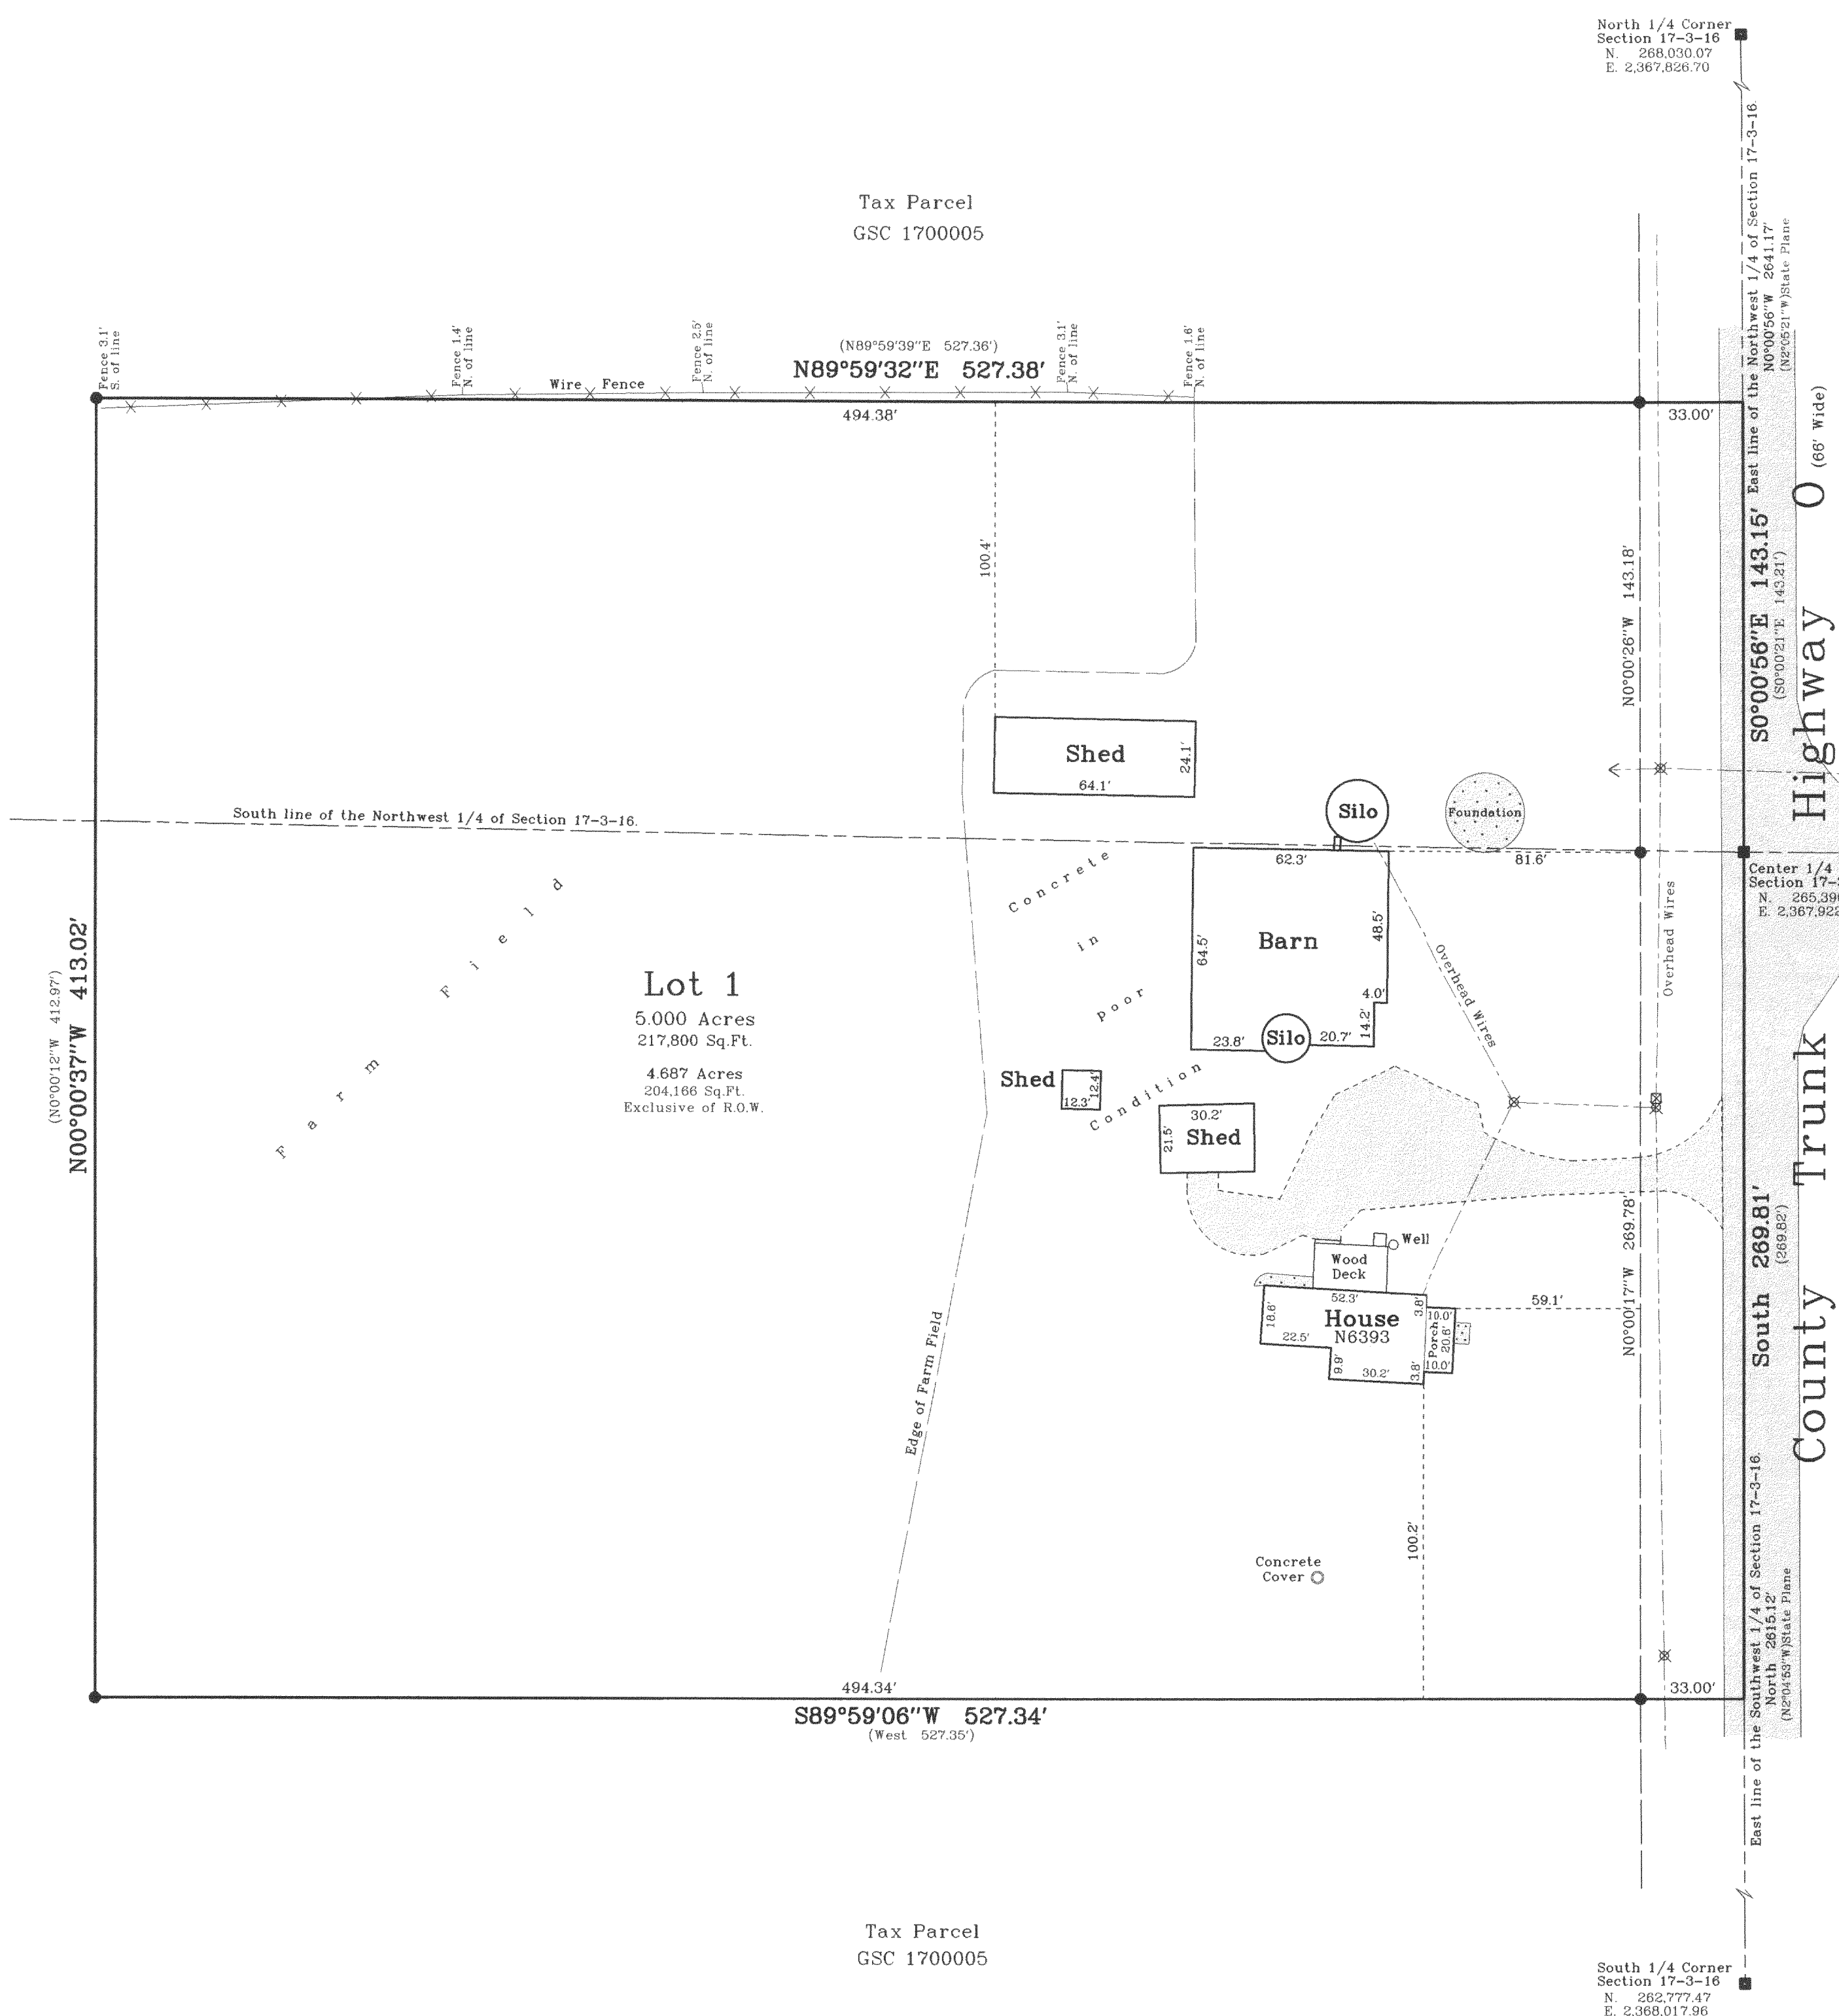 North 1/4 Corner
Section 17-3-16
N. 268,030.07
E. 2,367,826.70
East line of the Northwest 1/4 of Section 17-3-16.
N0°00'56"W 2641.17'
(N2°05'21"W)State Plane
Tax Parcel
GSC 1700005
Fence 3.1'
S. of line
Fence 1.4'
N. of line
Fence 2.5'
N. of line
Fence 3.1'
N. of line
Fence 1.6'
N. of line
(N89°59'39"E 527.36')
N89°59'32"E 527.38'
Wire Fence
494.38'
33.00'
(66' Wide)
County Trunk Highway O
100.4'
N0°00'26"W 143.18'
S0°00'56"E 143.15'
(S0°00'21"E 143.21')
Shed
24.1'
64.1'
South line of the Northwest 1/4 of Section 17-3-16.
Silo
Foundation
62.3'
81.6'
Center 1/4
Section 17-
N. 265,39
E. 2,367,922
Concrete
in
poor
Condition
Farm Field
Barn
64.5'
48.5'
4.0'
14.2'
23.8'
Silo
20.7'
Overhead Wires
Overhead Wires
(N0°00'12"W 412.97')
N00°00'37"W 413.02'
Lot 1
5.000 Acres
217,800 Sq.Ft.
4.687 Acres
204,166 Sq.Ft.
Exclusive of R.O.W.
Shed
12.4'
12.3'
30.2'
21.5'
Shed
N0°00'17"W 269.78'
South 269.81'
(269.82')
Well
Wood
Deck
52.3'
3.8'
18.6'
House
N6393
22.5'
9.9'
30.2'
3.8'
10.0'
Porch
20.6'
10.0'
59.1'
Edge of Farm Field
100.2'
Concrete
Cover
East line of the Southwest 1/4 of Section 17-3-16.
North 2615.12'
(N2°04'53"W)State Plane
494.34'
33.00'
S89°59'06"W 527.34'
(West 527.35')
Tax Parcel
GSC 1700005
South 1/4 Corner
Section 17-3-16
N. 262,777.47
E. 2,368,017.96